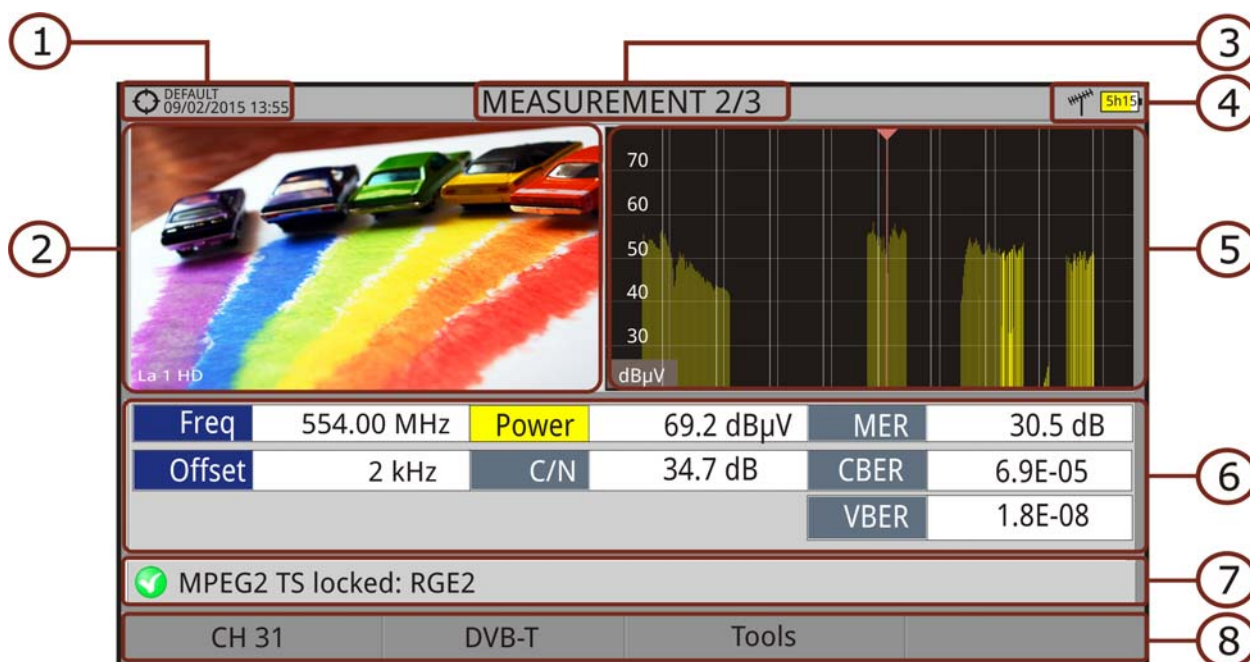 1
3
DEFAULT
09/02/2015 13:55
MEASUREMENT 2/3
5h15
4
70
60
2
50
5
40
30
La 1 HD
dBµV
Freq 554.00 MHz Power 69.2 dBµV MER 30.5 dB
Offset 2 kHz C/N 34.7 dB CBER 6.9E-05
6
VBER 1.8E-08
MPEG2 TS locked: RGE2
7
CH 31 DVB-T Tools
8